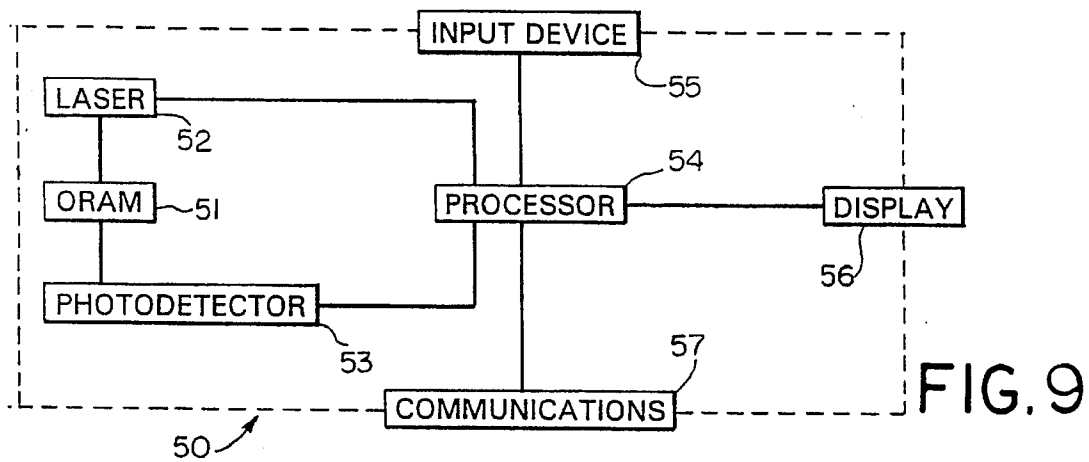 INPUT DEVICE
55
LASER
52
54
ORAM
51
PROCESSOR
DISPLAY
56
PHOTODETECTOR
53
57
COMMUNICATIONS
50
FIG. 9